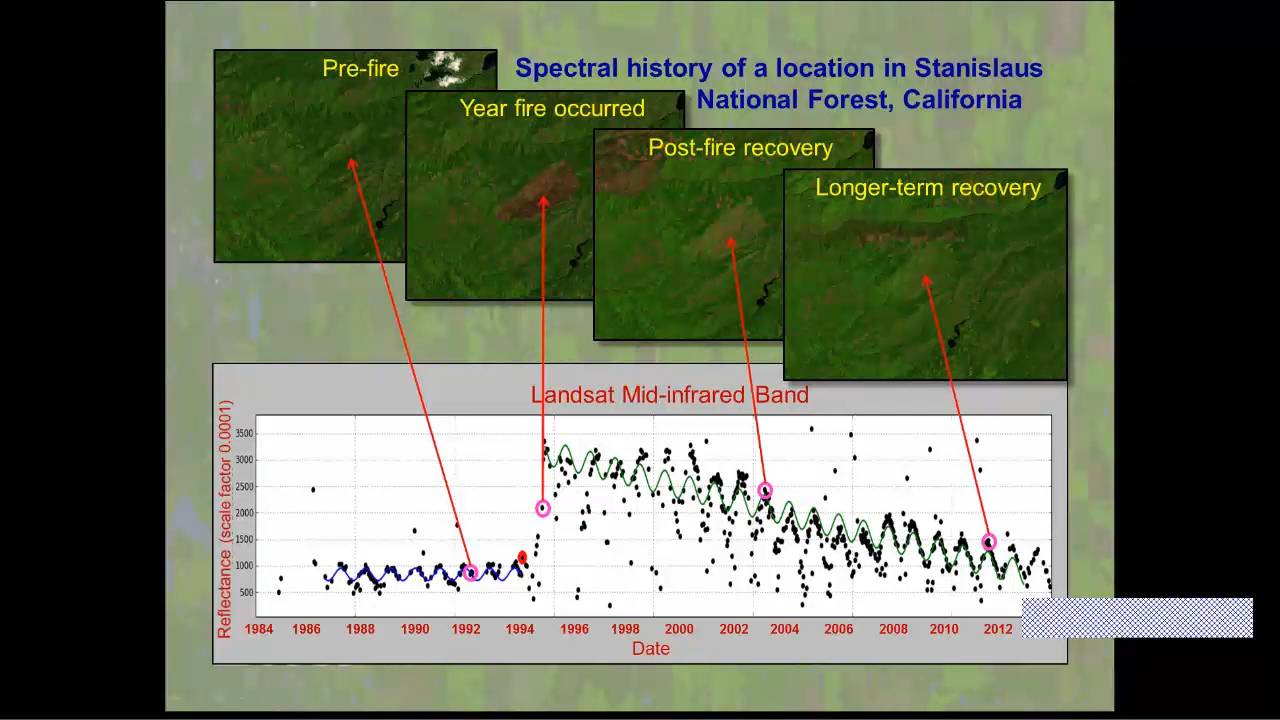 Pre-fire
Spectral history of a location in Stanislaus
National Forest, California
Year fire occurred
Post-fire recovery
Longer-term recovery
Landsat Mid-infrared Band
Reflectance (scale factor 0.0001)
3500
3000
2500
2000
1500
1000
500
1984 1986 1988 1990 1992 1994 1996 1998 2000 2002 2004 2006 2008 2010 2012
Date